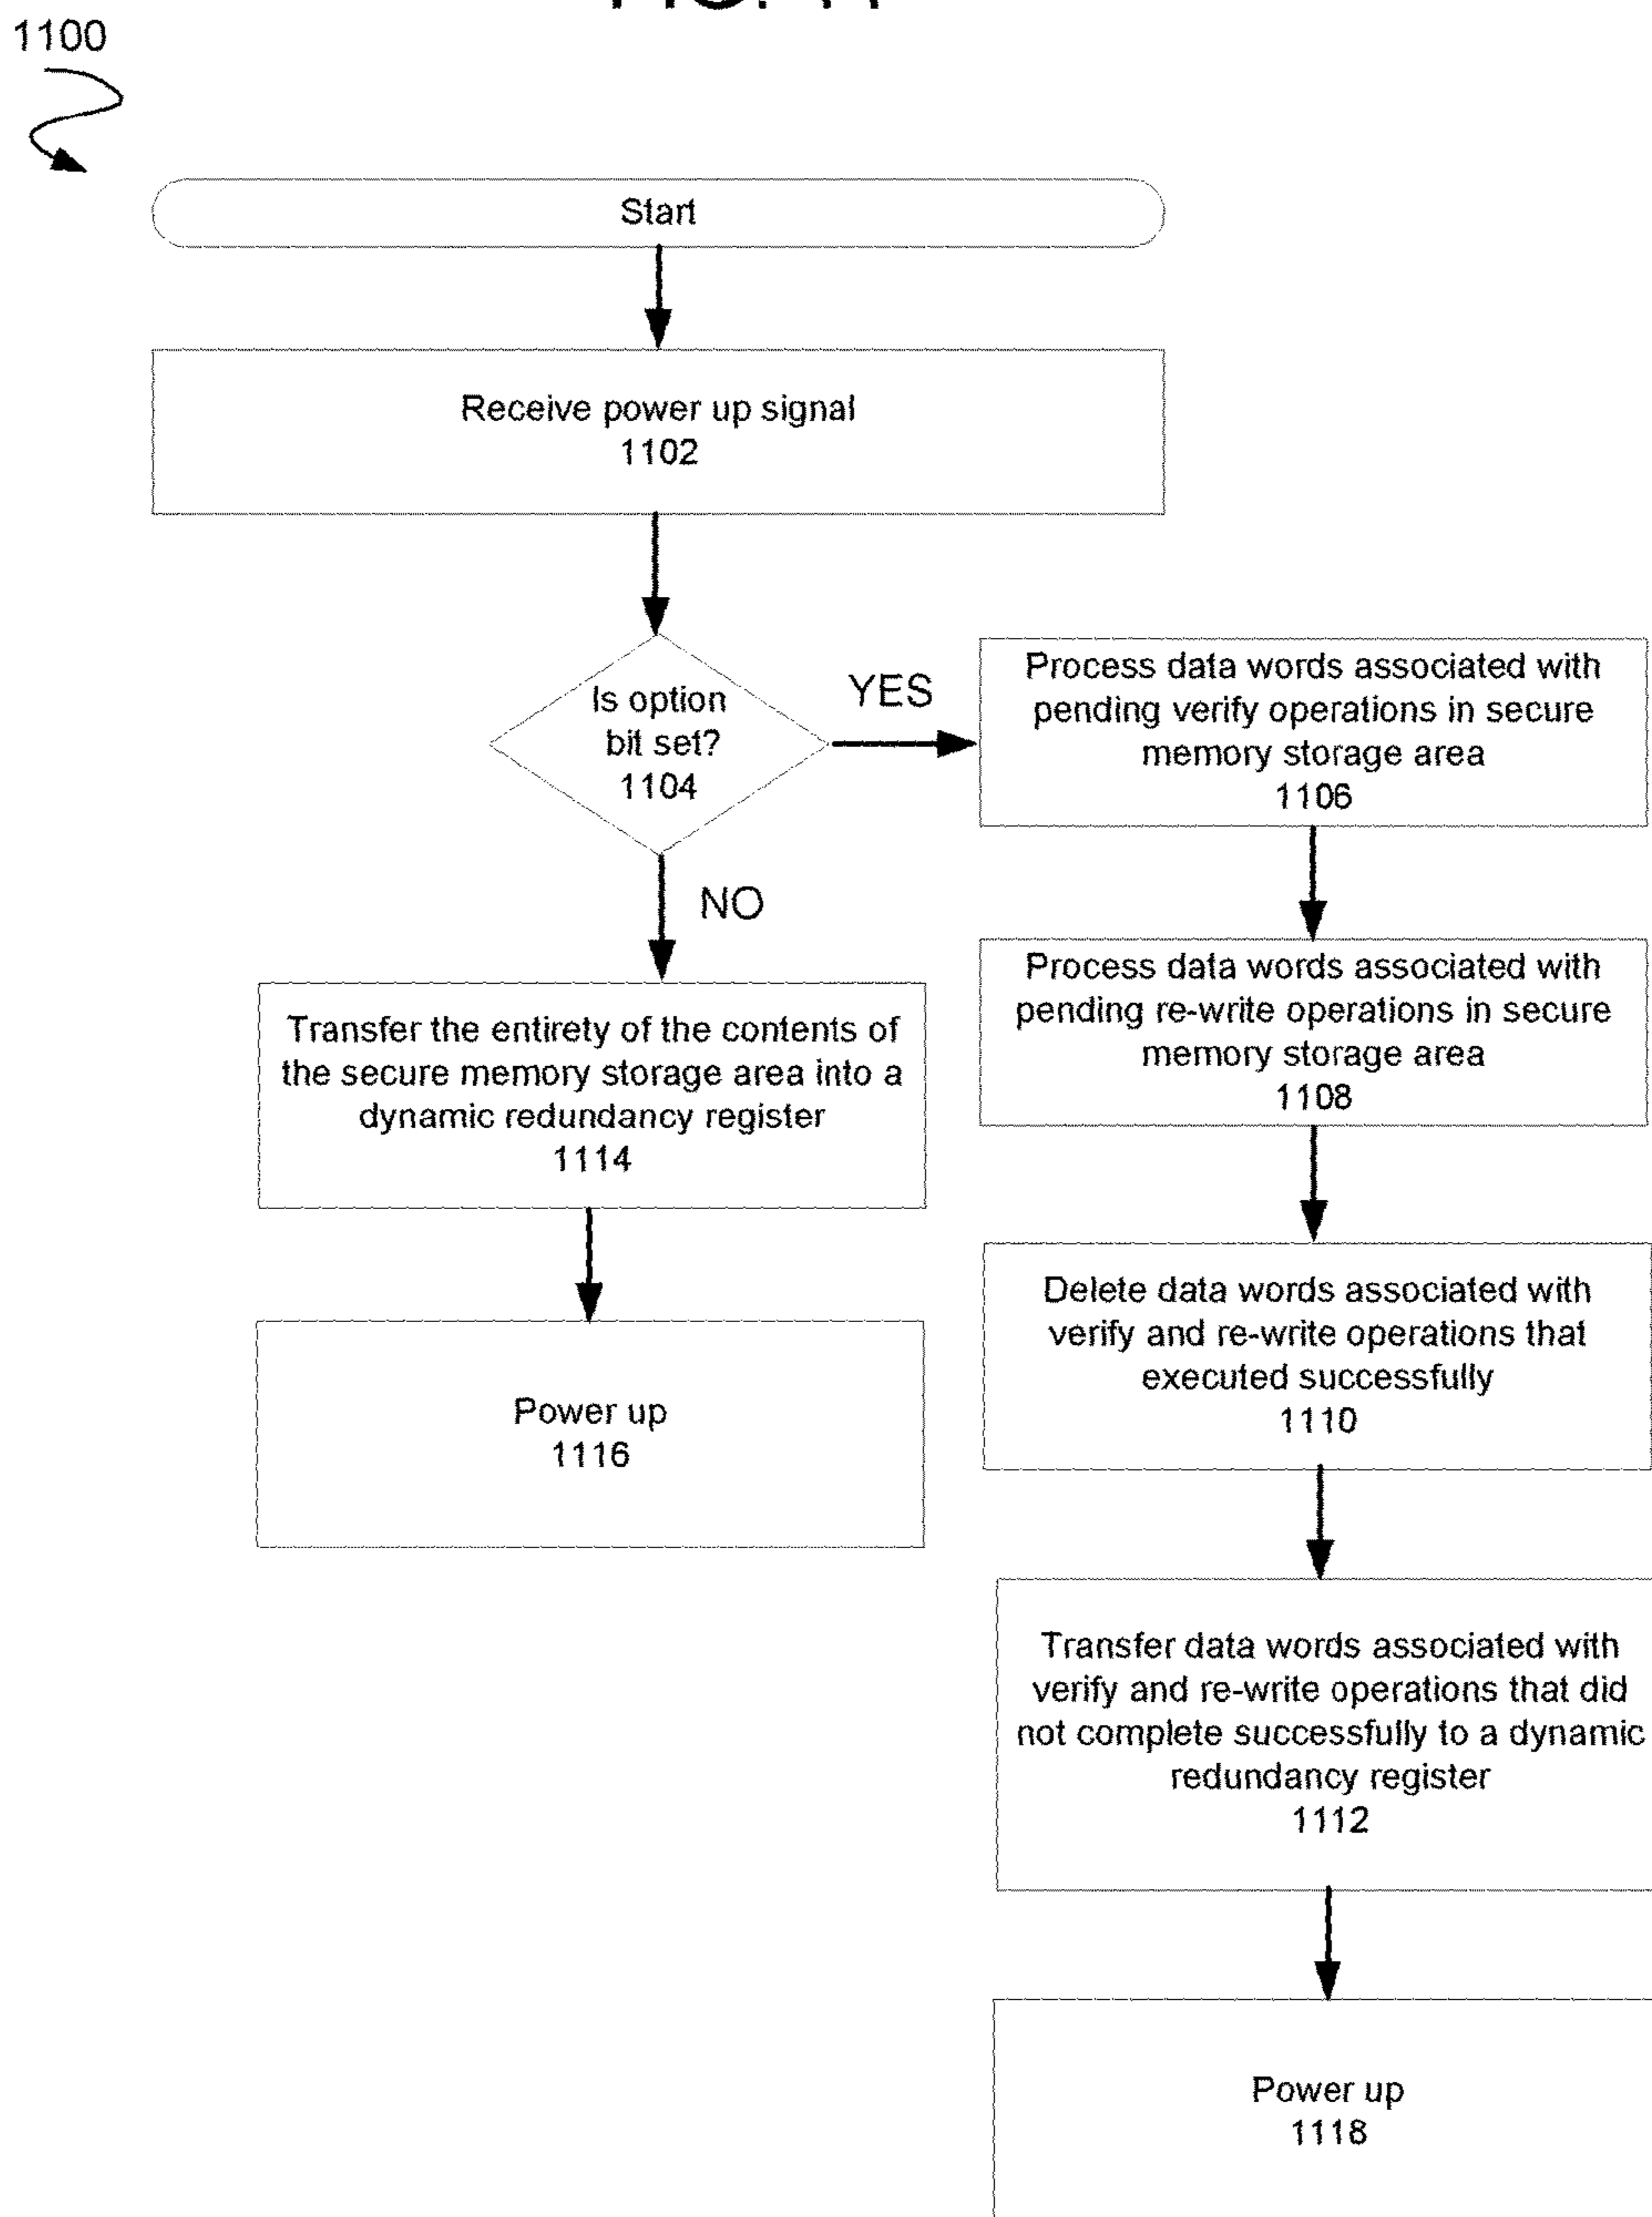 1100
Start
Receive power up signal
1102
Is option
bit set?
1104
YES
NO
Process data words associated with
pending verify operations in secure
memory storage area
1106
Process data words associated with
pending re-write operations in secure
memory storage area
1108
Transfer the entirety of the contents of
the secure memory storage area into a
dynamic redundancy register
1114
Delete data words associated with
verify and re-write operations that
executed successfully
1110
Power up
1116
Transfer data words associated with
verify and re-write operations that did
not complete successfully to a dynamic
redundancy register
1112
Power up
1118